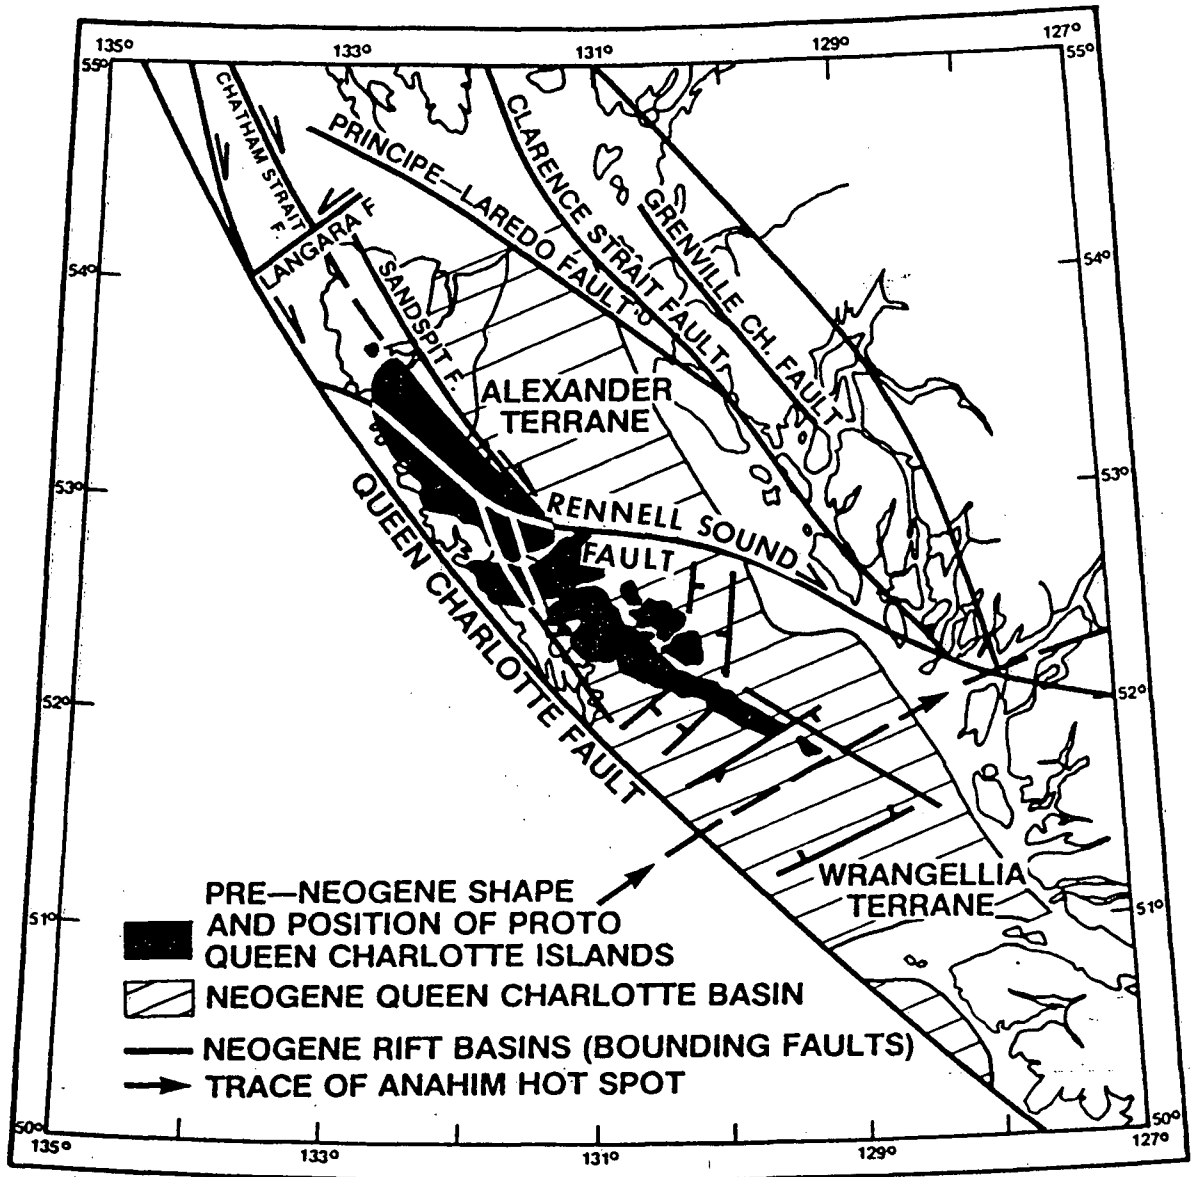 135°
133°
131°
129°
127°
55°
55°
CHATHAM STRAIT F.
PRINCIPE—LAREDO FAULT
CLARENCE STRAIT FAULT
GRENVILLE CH. FAULT
LANGARA F.
SANDSPIT F.
54°
54°
ALEXANDER
TERRANE
53°
53°
QUEEN CHARLOTTE FAULT
RENNELL SOUND
FAULT
52°
52°
WRANGELLIA
TERRANE
51°
51°
PRE—NEOGENE SHAPE
AND POSITION OF PROTO
QUEEN CHARLOTTE ISLANDS
NEOGENE QUEEN CHARLOTTE BASIN
NEOGENE RIFT BASINS (BOUNDING FAULTS)
TRACE OF ANAHIM HOT SPOT
50°
50°
135°
133°
131°
129°
127°